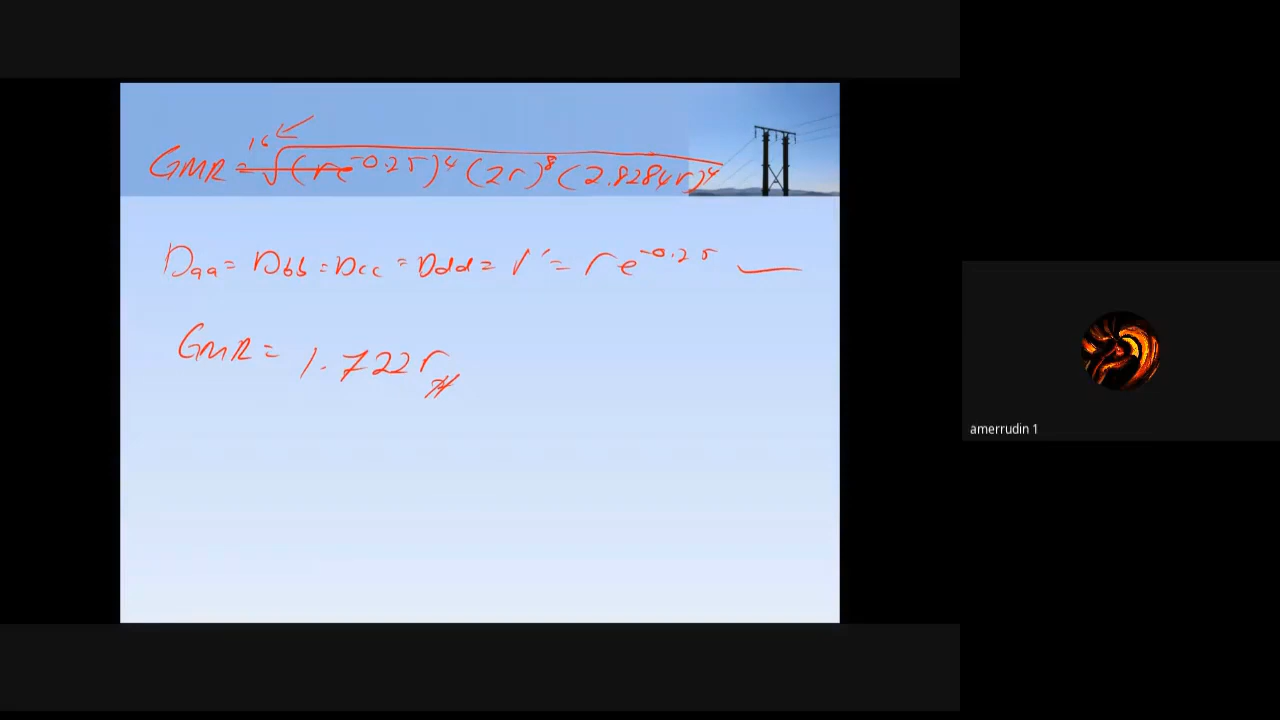 GMR = ¹⁶√(re^-0.25)^4 (2r)^8 (2.8284r)^4
Daa = Dbb = Dcc = Ddd = r' = re^-0.25
GMR = 1.722r
amerrudin 1